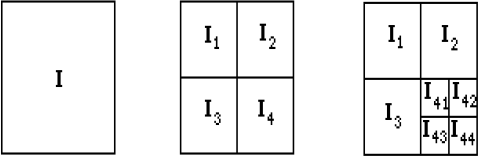 I
I₁ I₂
I₃ I₄
I₁ I₂
I₃
I₄₁ I₄₂
I₄₃ I₄₄